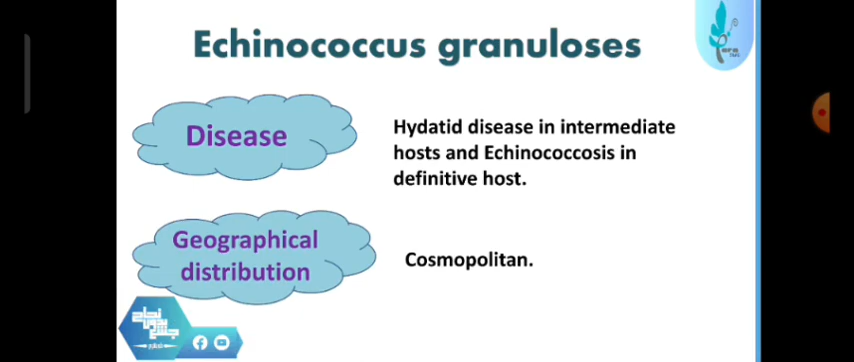 Echinococcus granuloses
Disease
Hydatid disease in intermediate
hosts and Echinococcosis in
definitive host.
Geographical
distribution
Cosmopolitan.